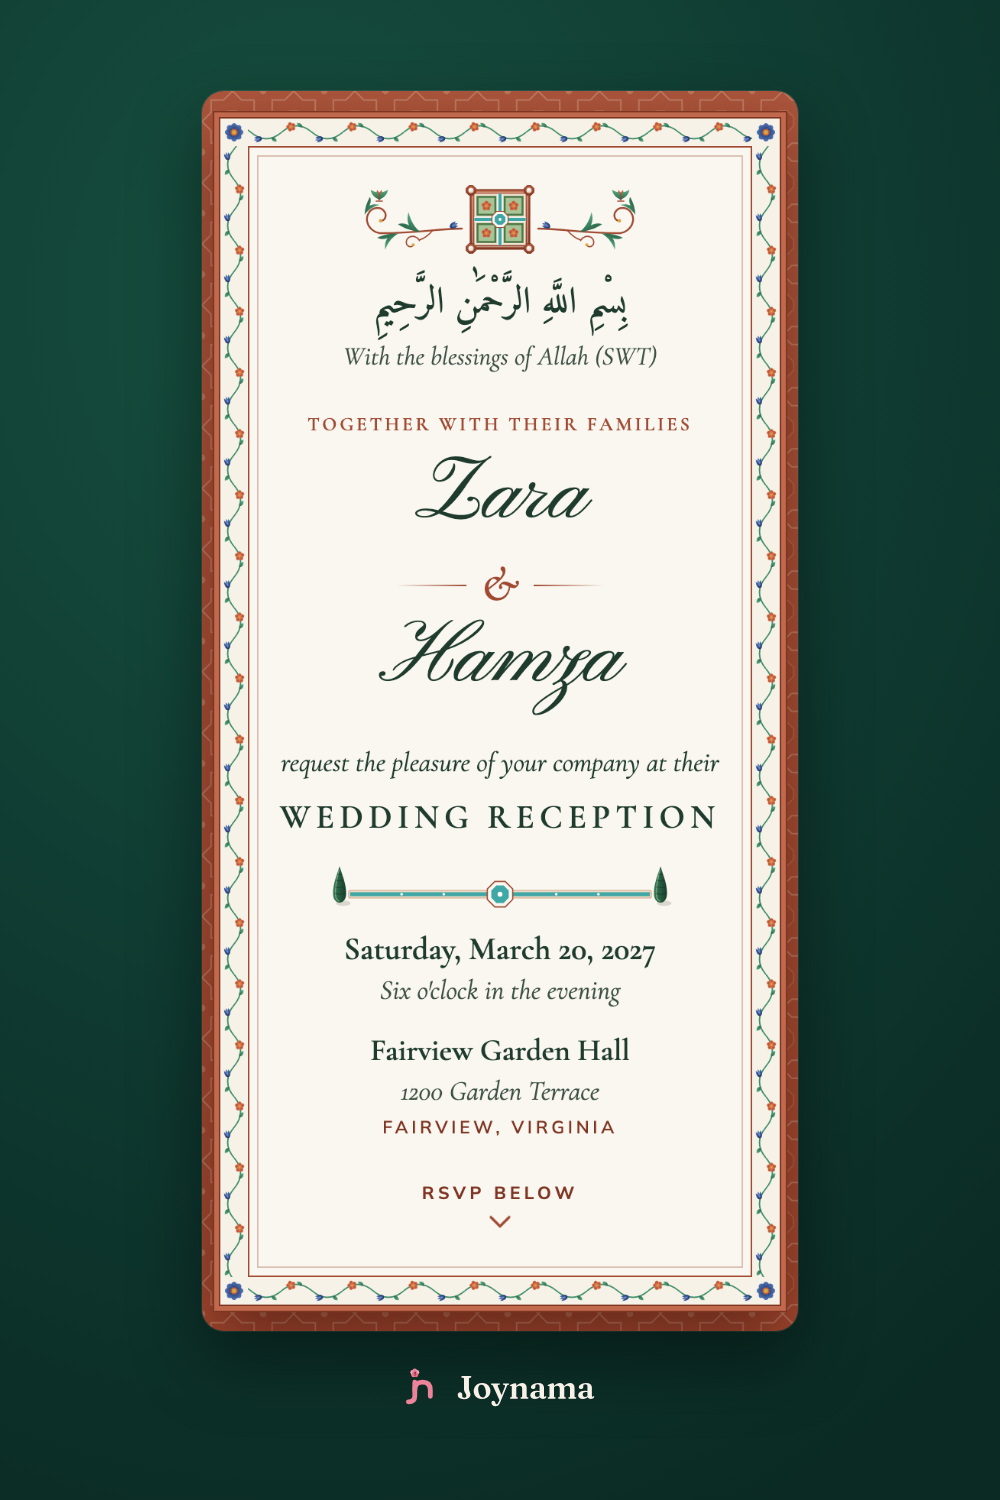 بِسْمِ اللَّهِ الرَّحْمَٰنِ الرَّحِيمِ
With the blessings of Allah (SWT)
TOGETHER WITH THEIR FAMILIES
Zara
&
Hamza
request the pleasure of your company at their
WEDDING RECEPTION
Saturday, March 20, 2027
Six o'clock in the evening
Fairview Garden Hall
1200 Garden Terrace
FAIRVIEW, VIRGINIA
RSVP BELOW
Joynama